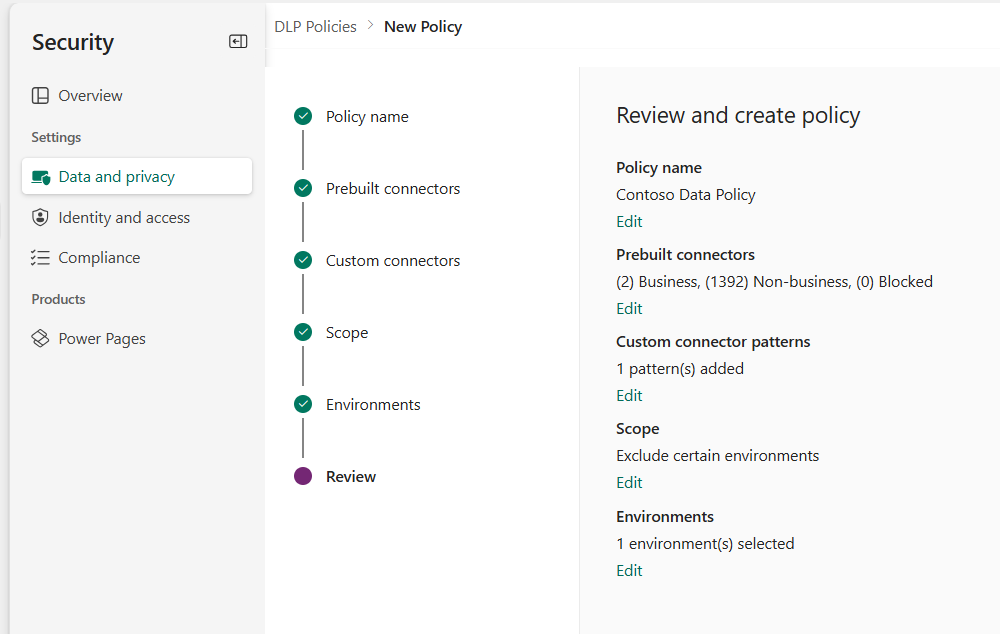 Security
Overview
Settings
Data and privacy
Identity and access
Compliance
Products
Power Pages
DLP Policies > New Policy
Policy name
Prebuilt connectors
Custom connectors
Scope
Environments
Review
Review and create policy
Policy name
Contoso Data Policy
Edit
Prebuilt connectors
(2) Business, (1392) Non-business, (0) Blocked
Edit
Custom connector patterns
1 pattern(s) added
Edit
Scope
Exclude certain environments
Edit
Environments
1 environment(s) selected
Edit